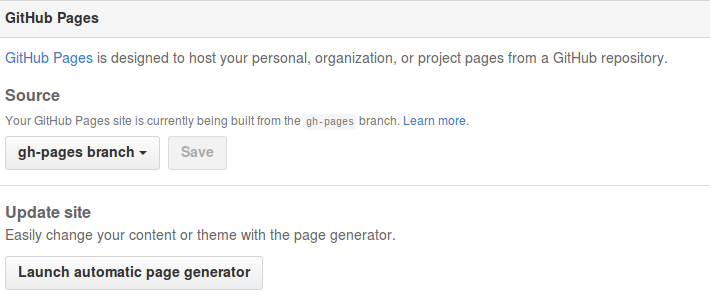 GitHub Pages
GitHub Pages is designed to host your personal, organization, or project pages from a GitHub repository.
Source
Your GitHub Pages site is currently being built from the gh-pages branch. Learn more.
gh-pages branch Save
Update site
Easily change your content or theme with the page generator.
Launch automatic page generator